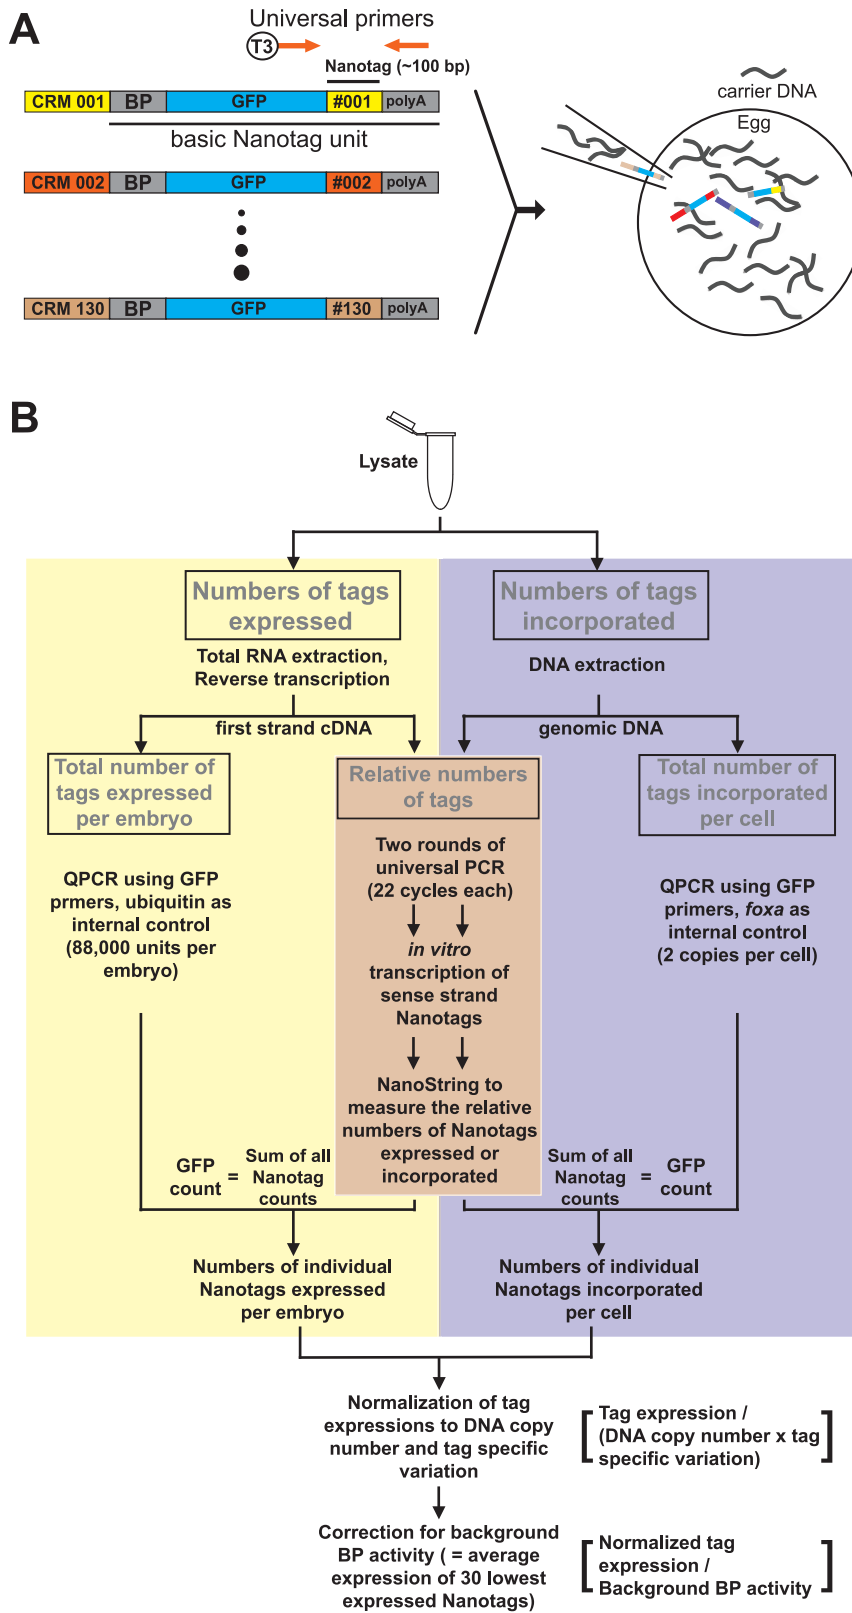 A
Universal primers
T3
Nanotag (~100 bp)
CRM 001 BP GFP #001 polyA
basic Nanotag unit
CRM 002 BP GFP #002 polyA
CRM 130 BP GFP #130 polyA
carrier DNA
Egg
B
Lysate
Numbers of tags
expressed
Numbers of tags
incorporated
Total RNA extraction,
Reverse transcription
DNA extraction
first strand cDNA
genomic DNA
Total number of
tags expressed
per embryo
Relative numbers
of tags
Total number of
tags incorporated
per cell
QPCR using GFP
prmers, ubiquitin as
internal control
(88,000 units per
embryo)
Two rounds of
universal PCR
(22 cycles each)
in vitro
transcription of
sense strand
Nanotags
NanoString to
measure the relative
numbers of Nanotags
expressed or
incorporated
QPCR using GFP
primers, foxa as
internal control
(2 copies per cell)
GFP
count
=
Sum of all
Nanotag
counts
Sum of all
Nanotag
counts
=
GFP
count
Numbers of individual
Nanotags expressed
per embryo
Numbers of individual
Nanotags incorporated
per cell
Normalization of tag
expressions to DNA copy
number and tag specific
variation
[Tag expression /
(DNA copy number x tag
specific variation)]
Correction for background
BP activity ( = average
expression of 30 lowest
expressed Nanotags)
[Normalized tag
expression /
Background BP activity]